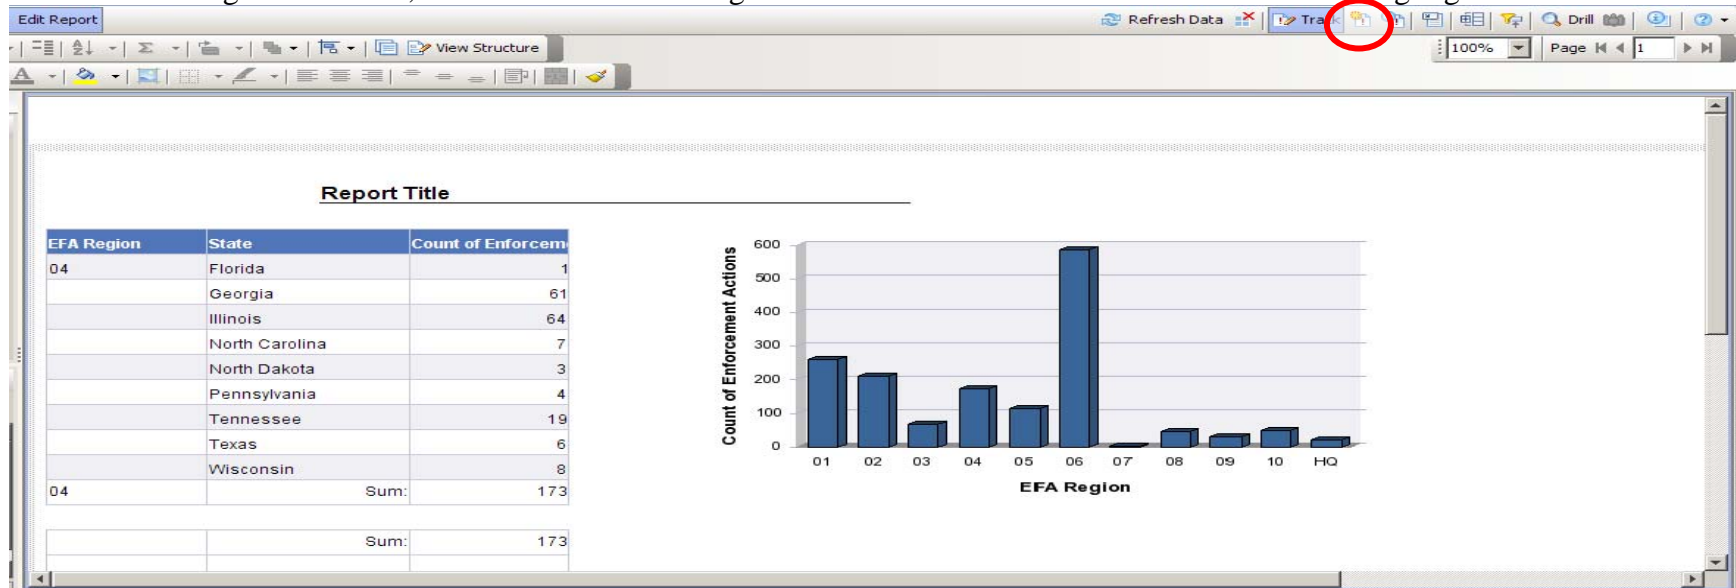 Edit Report
Refresh Data
Track
Drill
View Structure
100%
Page
1
Report Title
EFA Region State Count of Enforcem
04 Florida 1
Georgia 61
Illinois 64
North Carolina 7
North Dakota 3
Pennsylvania 4
Tennessee 19
Texas 6
Wisconsin 8
04 Sum: 173
Sum: 173
Count of Enforcement Actions
600
500
400
300
200
100
0
01 02 03 04 05 06 07 08 09 10 HQ
EFA Region